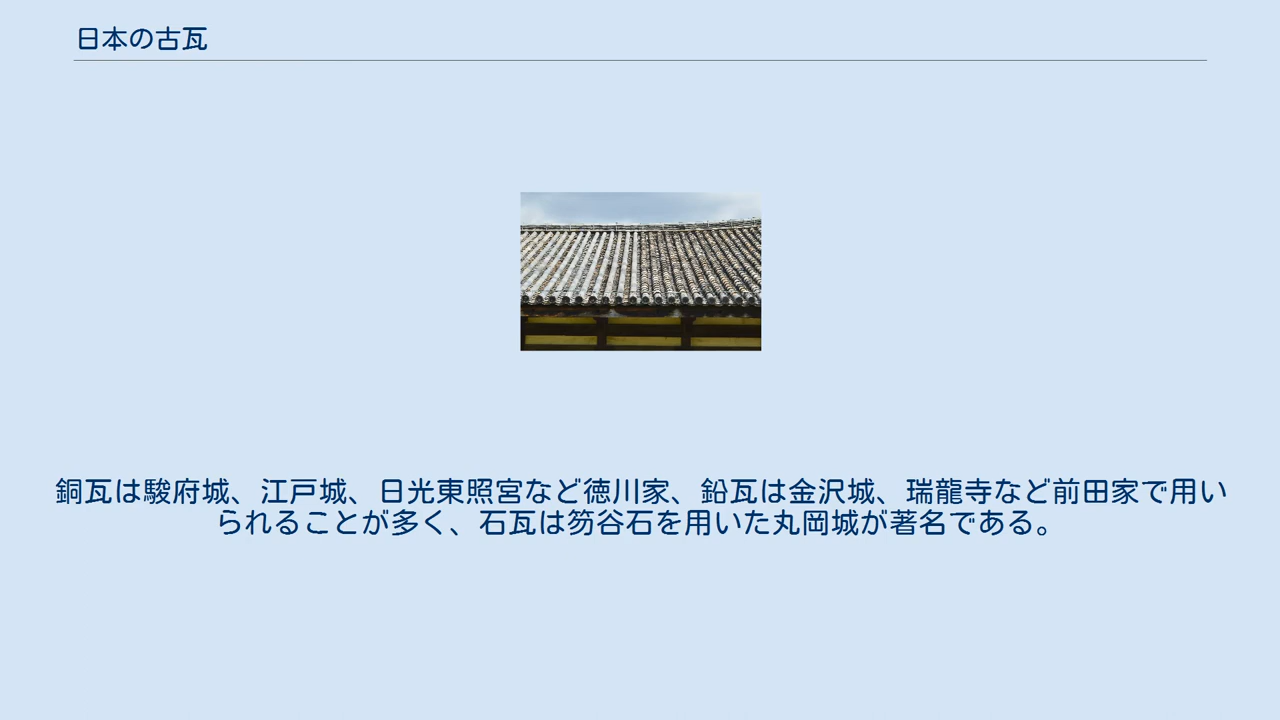 日本の古瓦
銅瓦は駿府城、江戸城、日光東照宮など徳川家、鉛瓦は金沢城、瑞龍寺など前田家で用い
られることが多く、石瓦は笏谷石を用いた丸岡城が著名である。